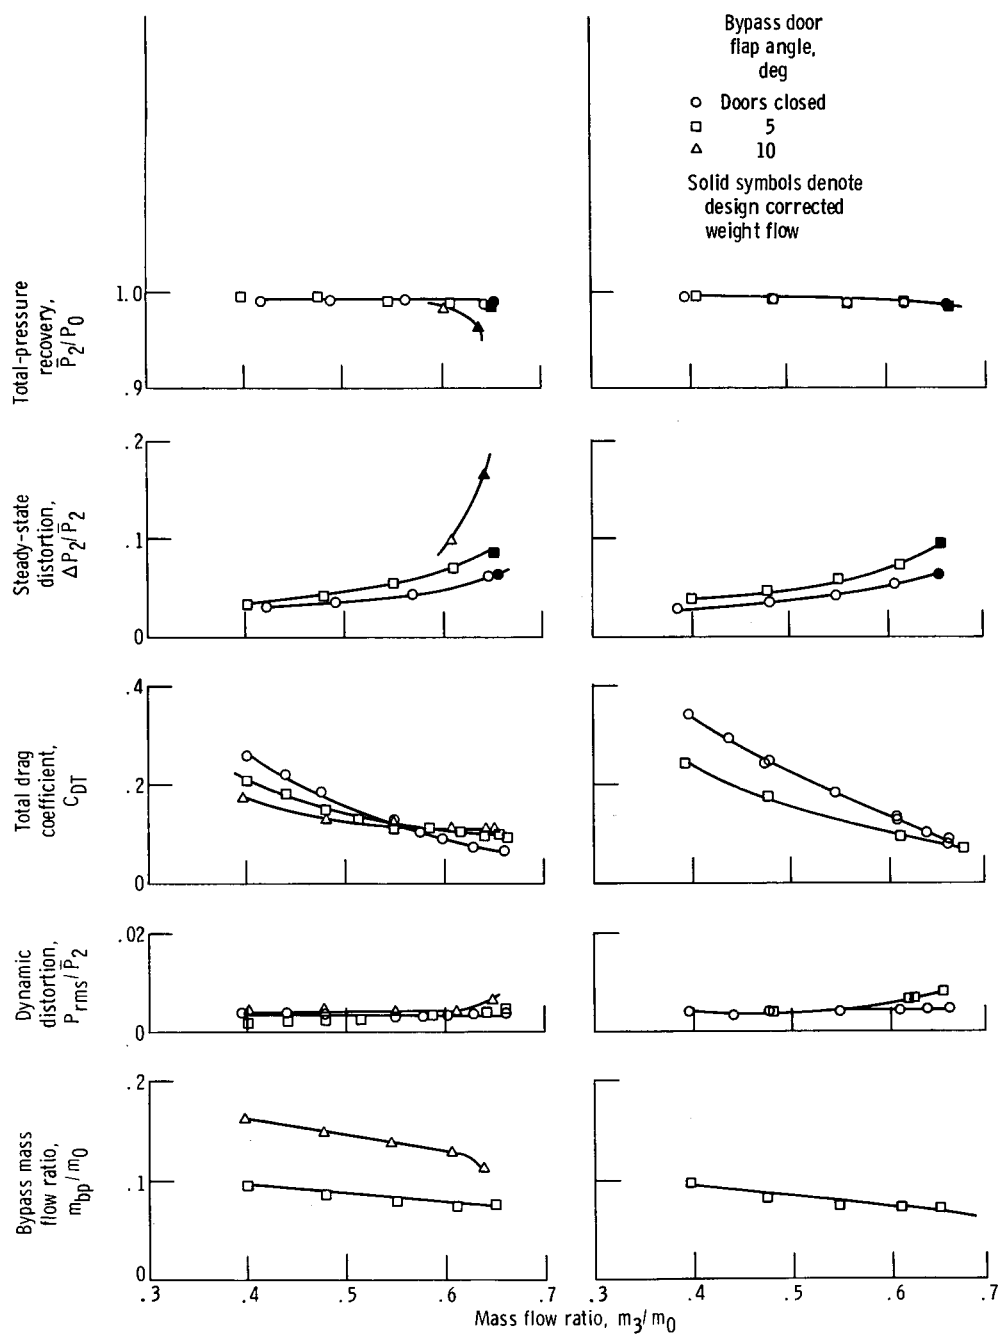 Bypass door
flap angle,
deg
Doors closed
5
10
Solid symbols denote
design corrected
weight flow
Total-pressure
recovery,
P̅2/P0
1.0
.9
Steady-state
distortion,
ΔP2/P̅2
.2
.1
0
Total drag
coefficient,
CDT
.4
.2
0
Dynamic
distortion,
Prms/P̅2
.02
0
Bypass mass
flow ratio,
mbp/m0
.2
.1
0
.3 .4 .5 .6 .7 .3 .4 .5 .6 .7
Mass flow ratio, m3/m0